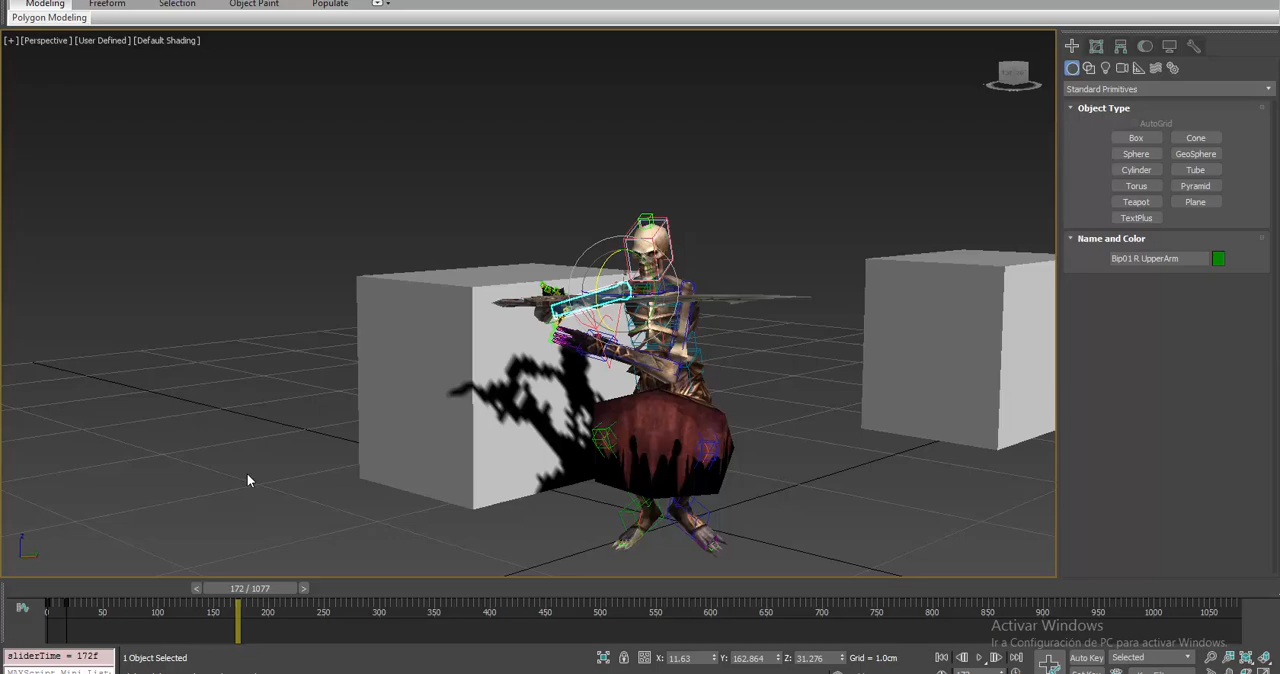 Modeling Freeform Selection Object Paint Populate
Polygon Modeling
[+] [Perspective] [User Defined] [Default Shading]
Standard Primitives
Object Type
AutoGrid
Box Cone
Sphere GeoSphere
Cylinder Tube
Torus Pyramid
Teapot Plane
TextPlus
Name and Color
Bip01 R UpperArm
z
< 172 / 1077 >
50 100 150 200 250 300 350 400 450 500 550 600 650 700 750 800 850 900 950 1000 1050
Activar Windows
Ir a Configuración de PC para activar Windows.
sliderTime = 172f
1 Object Selected
X: 11.63 Y: 162.864 Z: 31.276 Grid = 1.0cm
Auto Key Selected
MAXScript Mini List
172